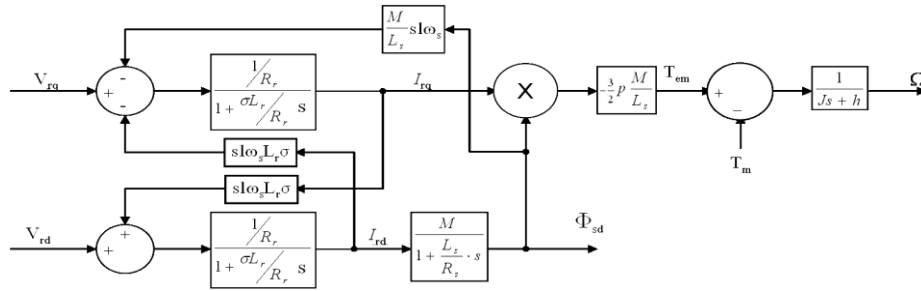 M/L_s slω_s
V_rq
+
-
-
1/R_r / 1 + σL_r/R_r s
I_rq
X
-3/2 p M/L_s
T_em
+
−
1 / Js + h
Ω
T_m
slω_s L_r σ
slω_s L_r σ
V_rd
+
+
1/R_r / 1 + σL_r/R_r s
I_rd
M / 1 + L_s/R_s · s
Φ_sd